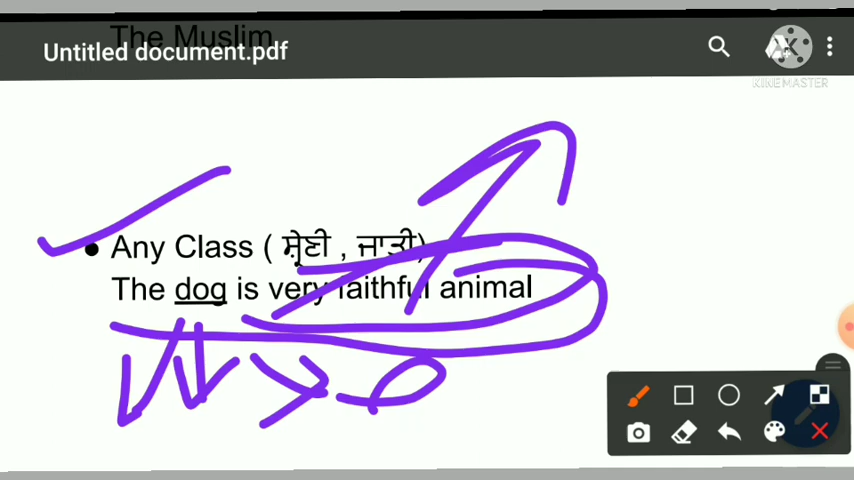 The Muslim
Untitled document.pdf
KINEMASTER
Any Class ( ਸ਼੍ਰੇਣੀ , ਜਾਤੀ)
The dog is very faithful animal